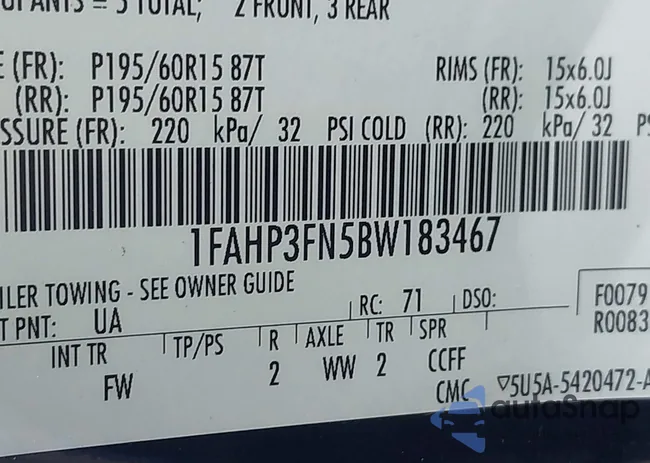 = 5 TOTAL; 2 FRONT, 3 REAR
(FR): P195/60R15 87T RIMS (FR): 15x6.0J
(RR): P195/60R15 87T (RR): 15x6.0J
SSURE (FR): 220 kPa/ 32 PSI COLD (RR): 220 kPa/ 32 PS
1FAHP3FN5BW183467
ILER TOWING - SEE OWNER GUIDE
RC: 71 DSO: F0079
T PNT: UA R0083
INT TR TP/PS R AXLE TR SPR
FW 2 WW 2 CCFF
CMC 5U5A-5420472-A
autoSnap